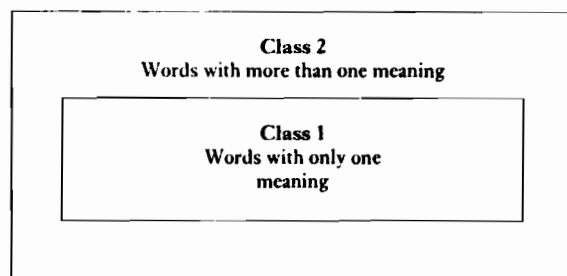 Class 2
Words with more than one meaning
Class 1
Words with only one
meaning